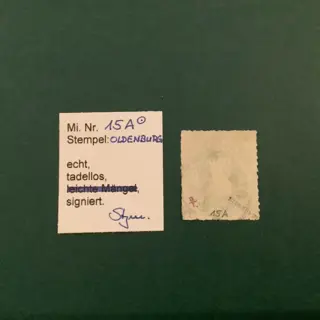 Mi. Nr. 15A⊙
Stempel: OLDENBURG
echt,
tadellos,
leichte Mängel,
signiert.
15A